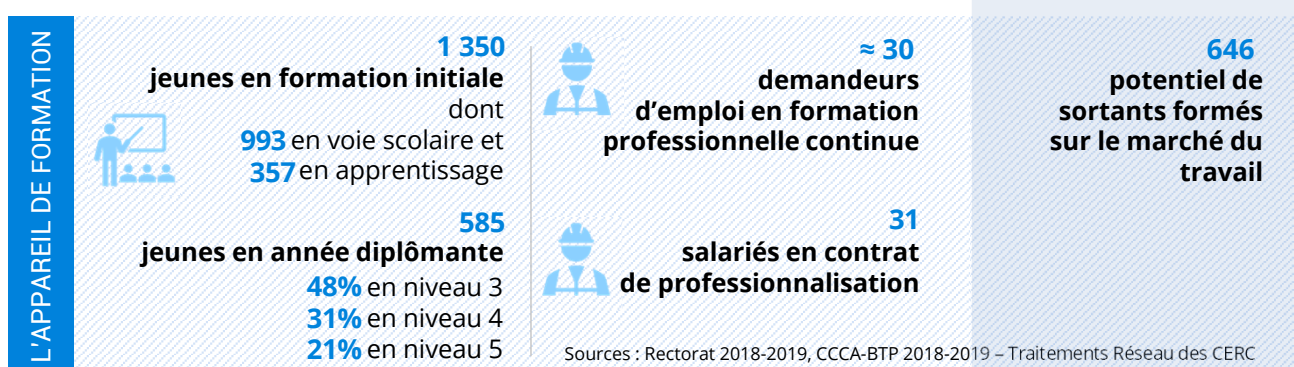 L'APPAREIL DE FORMATION
1 350
jeunes en formation initiale
dont
993 en voie scolaire et
357 en apprentissage
585
jeunes en année diplômante
48% en niveau 3
31% en niveau 4
21% en niveau 5
≈ 30
demandeurs
d'emploi en formation
professionnelle continue
31
salariés en contrat
de professionnalisation
646
potentiel de
sortants formés
sur le marché du
travail
Sources : Rectorat 2018-2019, CCCA-BTP 2018-2019 – Traitements Réseau des CERC